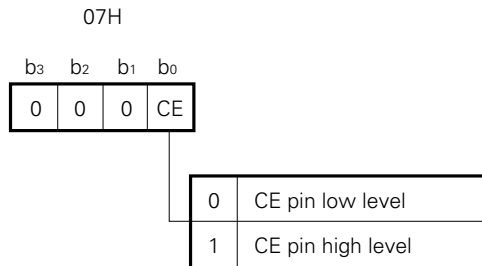 07H
b3 b2 b1 b0
0 0 0 CE
0 CE pin low level
1 CE pin high level